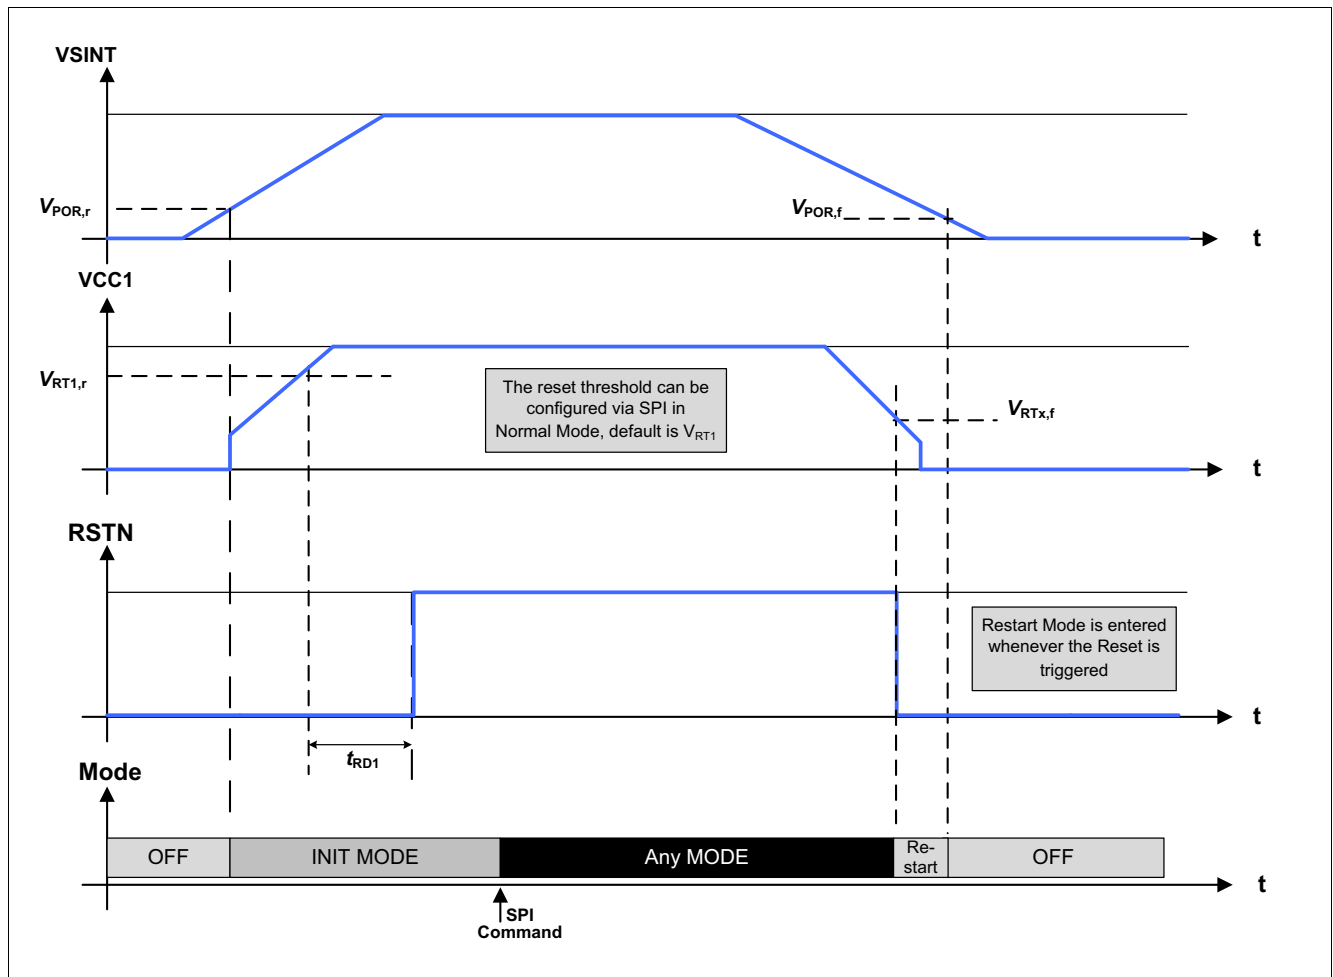 VSINT
VPOR,r
VPOR,f
t
VCC1
VRT1,r
The reset threshold can be
configured via SPI in
Normal Mode, default is VRT1
VRTx,f
t
RSTN
Restart Mode is entered
whenever the Reset is
triggered
t
tRD1
Mode
OFF
INIT MODE
Any MODE
Re-
start
OFF
t
SPI
Command